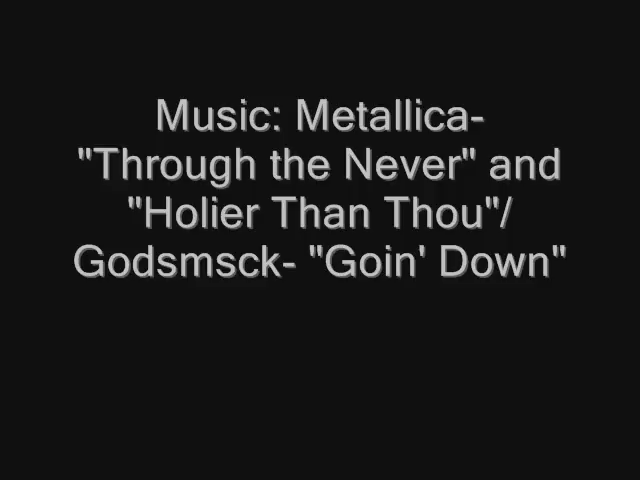 Music: Metallica-
"Through the Never" and
"Holier Than Thou"/
Godsmsck- "Goin' Down"